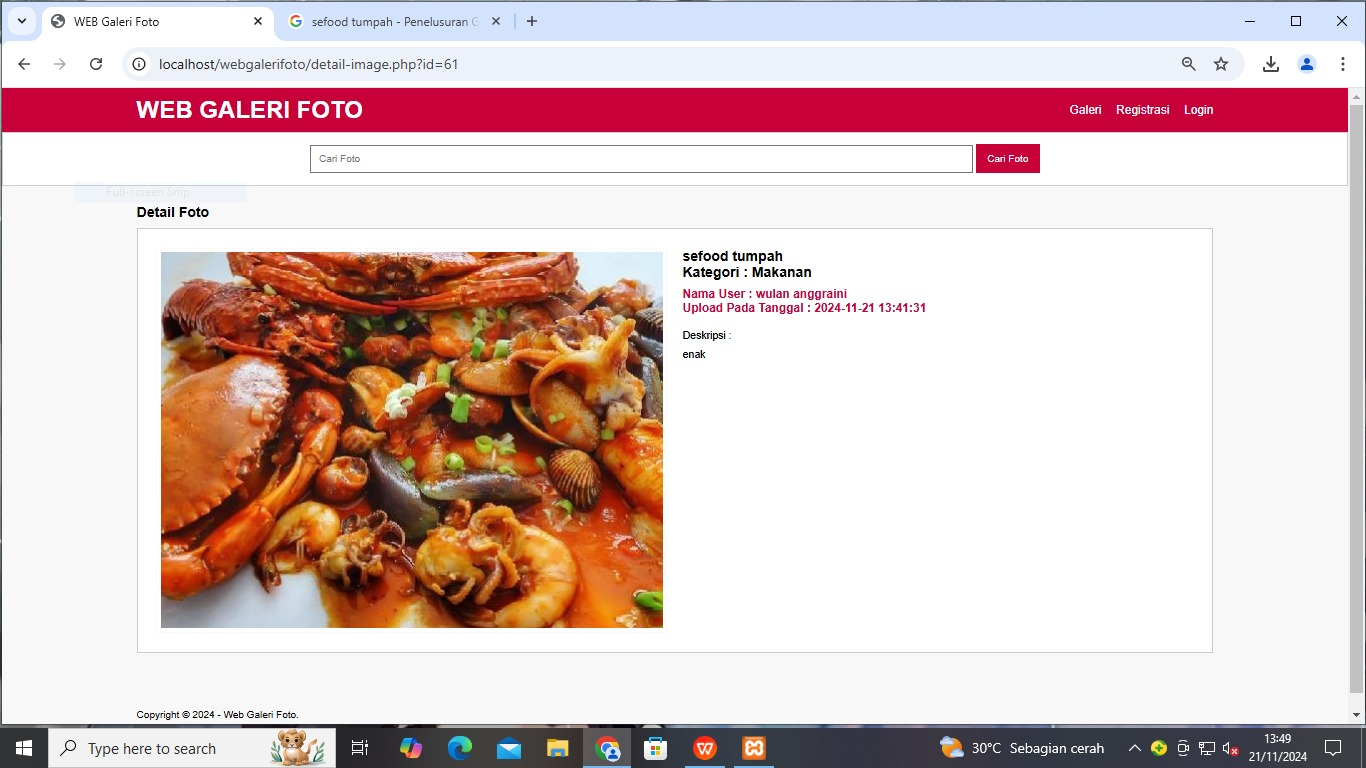 WEB Galeri Foto
sefood tumpah - Penelusuran G
localhost/webgalerifoto/detail-image.php?id=61
WEB GALERI FOTO
Galeri Registrasi Login
Cari Foto Cari Foto
Full-screen Snip
Detail Foto
sefood tumpah
Kategori : Makanan
Nama User : wulan anggraini
Upload Pada Tanggal : 2024-11-21 13:41:31
Deskripsi :
enak
Copyright © 2024 - Web Galeri Foto.
Type here to search
30°C Sebagian cerah
13:49
21/11/2024